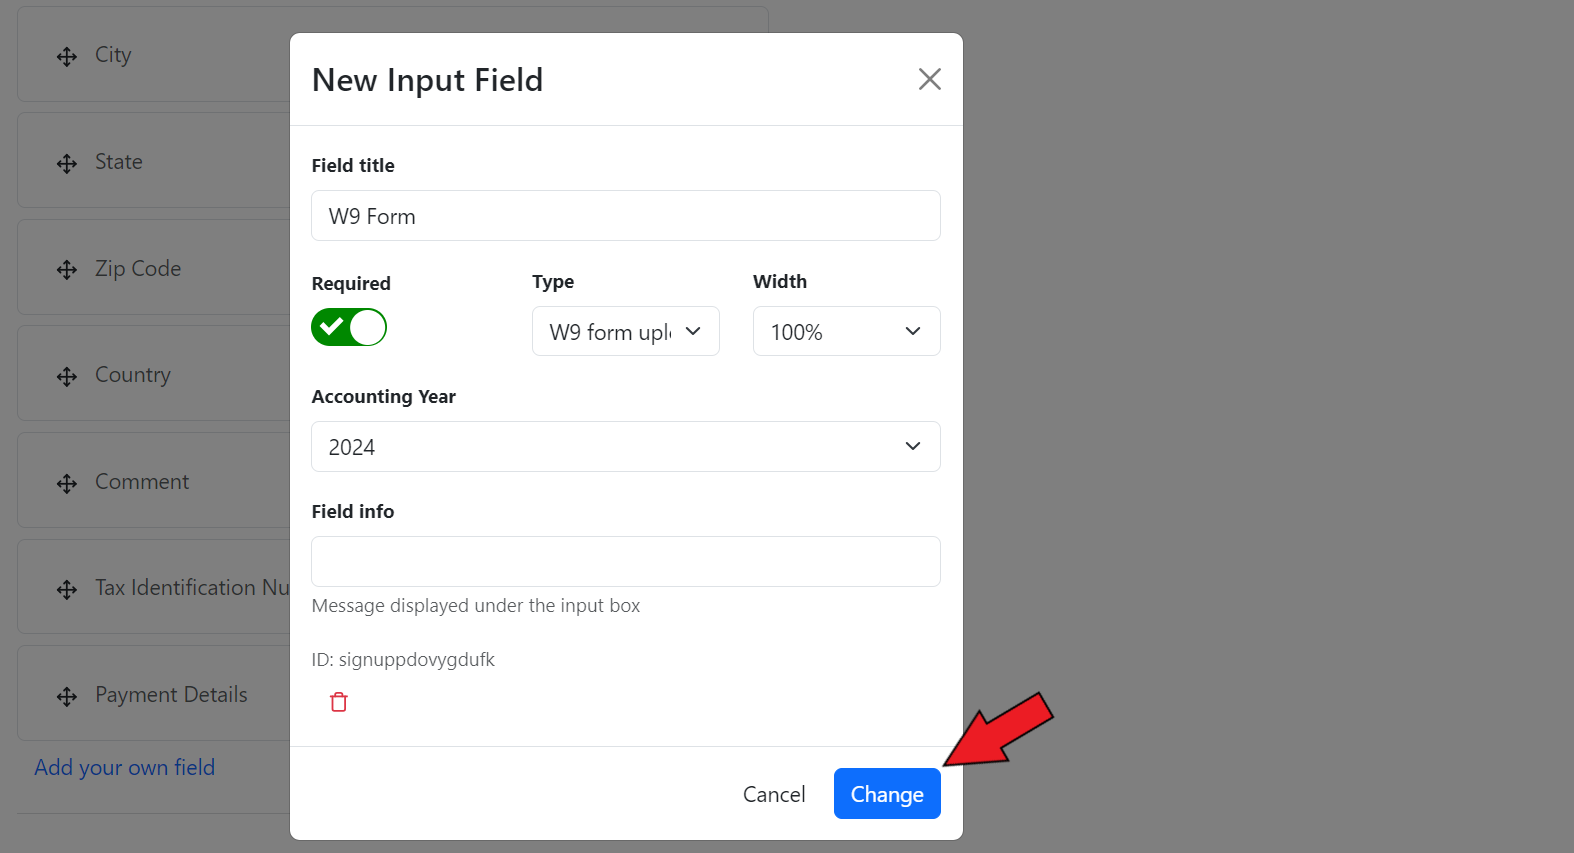 City
State
Zip Code
Country
Comment
Tax Identification Nu
Payment Details
Add your own field
New Input Field
Field title
W9 Form
Required
Type
Width
W9 form upl
100%
Accounting Year
2024
Field info
Message displayed under the input box
ID: signuppdovygdufk
Cancel
Change